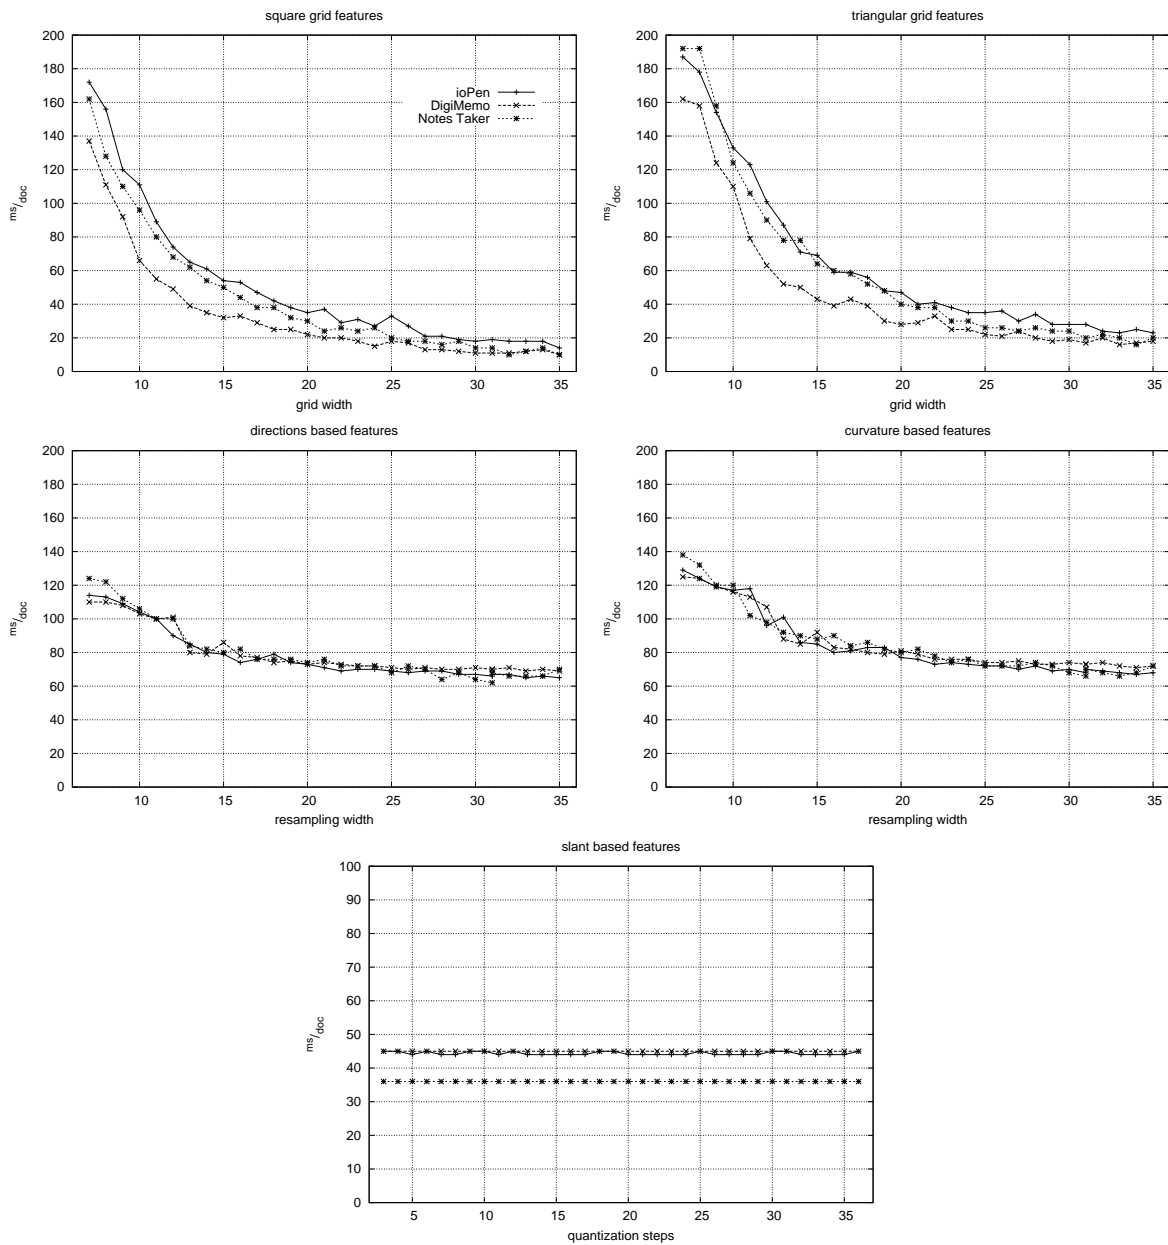 square grid features
200
180
160
140
120
100
80
60
40
20
0
ms/doc
ioPen
DigiMemo
Notes Taker
10 15 20 25 30 35
grid width
triangular grid features
200
180
160
140
120
100
80
60
40
20
0
ms/doc
10 15 20 25 30 35
grid width
directions based features
200
180
160
140
120
100
80
60
40
20
0
ms/doc
10 15 20 25 30 35
resampling width
curvature based features
200
180
160
140
120
100
80
60
40
20
0
ms/doc
10 15 20 25 30 35
resampling width
slant based features
100
90
80
70
60
50
40
30
20
10
0
ms/doc
5 10 15 20 25 30 35
quantization steps